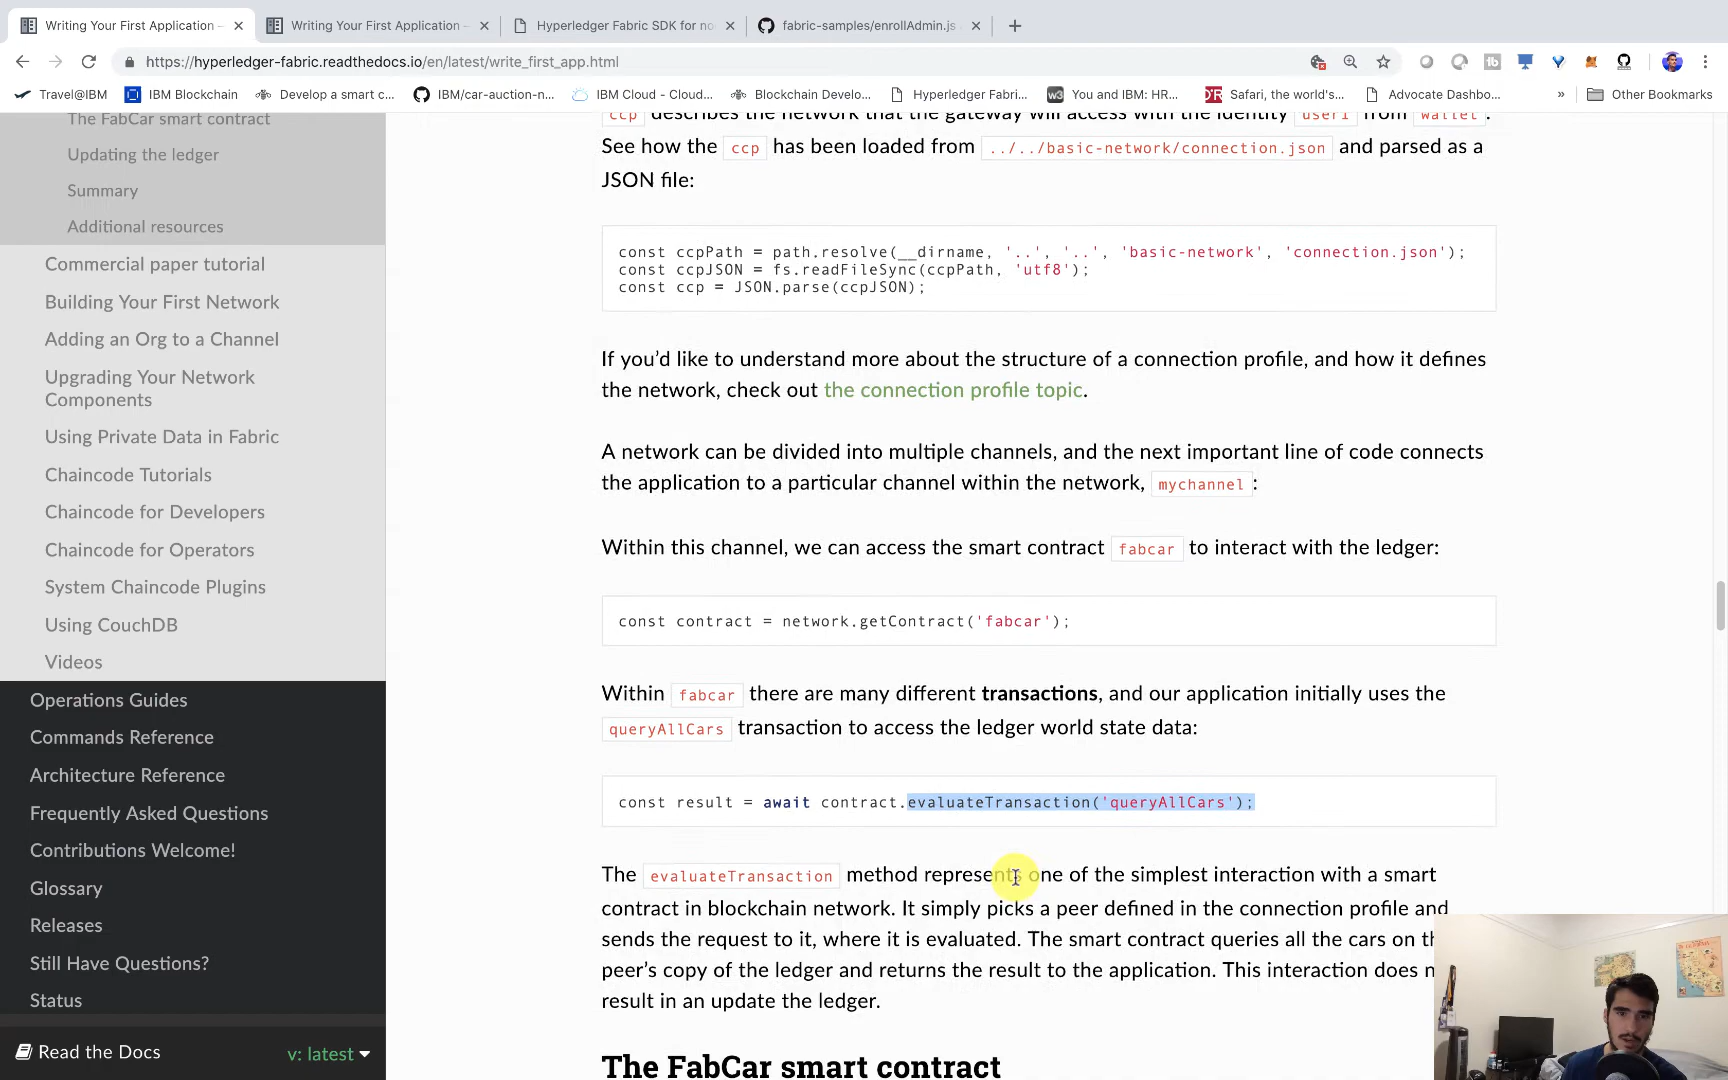 Writing Your First Application –
Writing Your First Application –
Hyperledger Fabric SDK for no
fabric-samples/enrollAdmin.js
https://hyperledger-fabric.readthedocs.io/en/latest/write_first_app.html
Travel@IBM
IBM Blockchain
Develop a smart c...
IBM/car-auction-n...
IBM Cloud - Cloud...
Blockchain Develo...
Hyperledger Fabri...
w3 You and IBM: HR...
Safari, the world's...
Advocate Dashbo...
»
Other Bookmarks
The FabCar smart contract
Updating the ledger
Summary
Additional resources
Commercial paper tutorial
Building Your First Network
Adding an Org to a Channel
Upgrading Your Network
Components
Using Private Data in Fabric
Chaincode Tutorials
Chaincode for Developers
Chaincode for Operators
System Chaincode Plugins
Using CouchDB
Videos
Operations Guides
Commands Reference
Architecture Reference
Frequently Asked Questions
Contributions Welcome!
Glossary
Releases
Still Have Questions?
Status
Read the Docs
v: latest
ccp describes the network that the gateway will access with the identity user1 from wallet.
See how the ccp has been loaded from ../../basic-network/connection.json and parsed as a
JSON file:
const ccpPath = path.resolve(__dirname, '..', '..', 'basic-network', 'connection.json');
const ccpJSON = fs.readFileSync(ccpPath, 'utf8');
const ccp = JSON.parse(ccpJSON);
If you’d like to understand more about the structure of a connection profile, and how it defines
the network, check out the connection profile topic.
A network can be divided into multiple channels, and the next important line of code connects
the application to a particular channel within the network, mychannel:
Within this channel, we can access the smart contract fabcar to interact with the ledger:
const contract = network.getContract('fabcar');
Within fabcar there are many different transactions, and our application initially uses the
queryAllCars transaction to access the ledger world state data:
const result = await contract.evaluateTransaction('queryAllCars');
The evaluateTransaction method represents one of the simplest interaction with a smart
contract in blockchain network. It simply picks a peer defined in the connection profile and
sends the request to it, where it is evaluated. The smart contract queries all the cars on th
peer’s copy of the ledger and returns the result to the application. This interaction does n
result in an update the ledger.
The FabCar smart contract